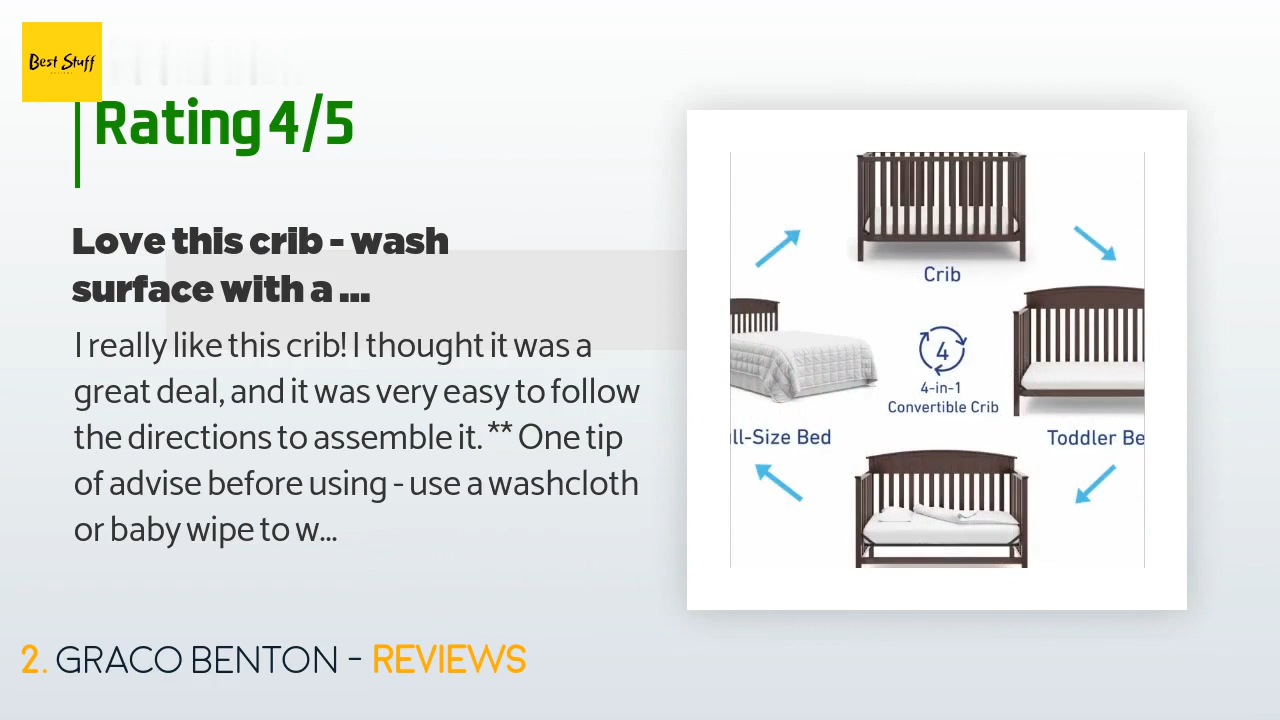 Best Stuff
Rating 4/5
Love this crib - wash
surface with a ...
I really like this crib! I thought it was a
great deal, and it was very easy to follow
the directions to assemble it. ** One tip
of advise before using - use a washcloth
or baby wipe to w...
Crib
4
4-in-1
Convertible Crib
ll-Size Bed
Toddler Be
2. GRACO BENTON - REVIEWS